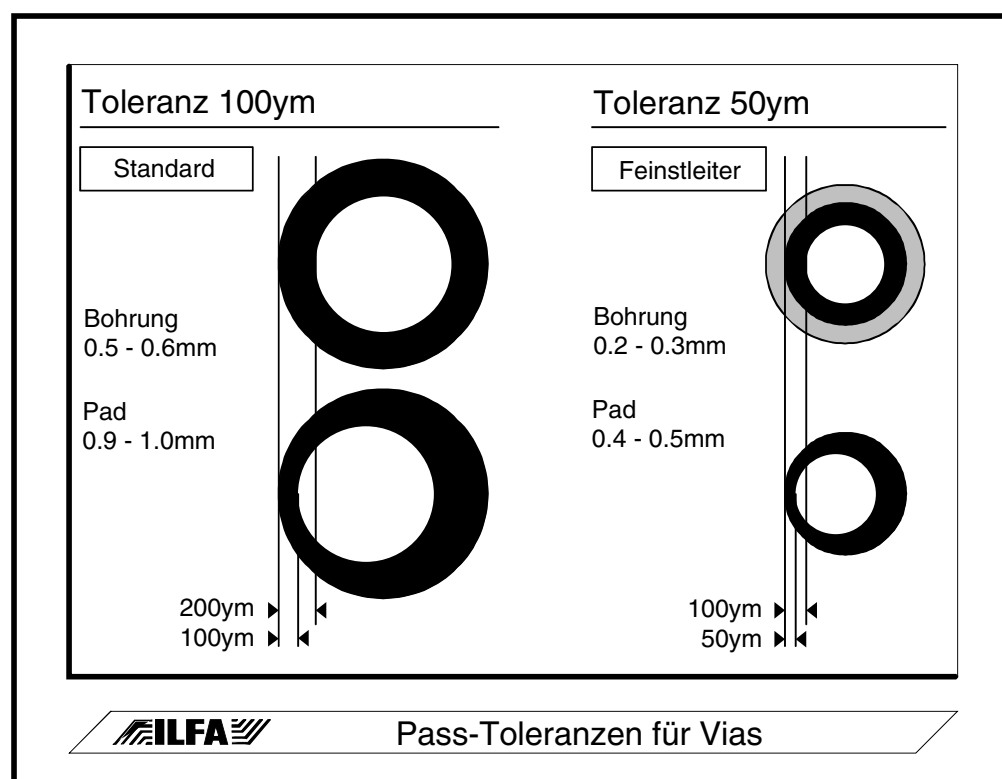 Toleranz 100ym
Standard
Bohrung
0.5 - 0.6mm
Pad
0.9 - 1.0mm
200ym
100ym
Toleranz 50ym
Feinstleiter
Bohrung
0.2 - 0.3mm
Pad
0.4 - 0.5mm
100ym
50ym
ILFA
Pass-Toleranzen für Vias